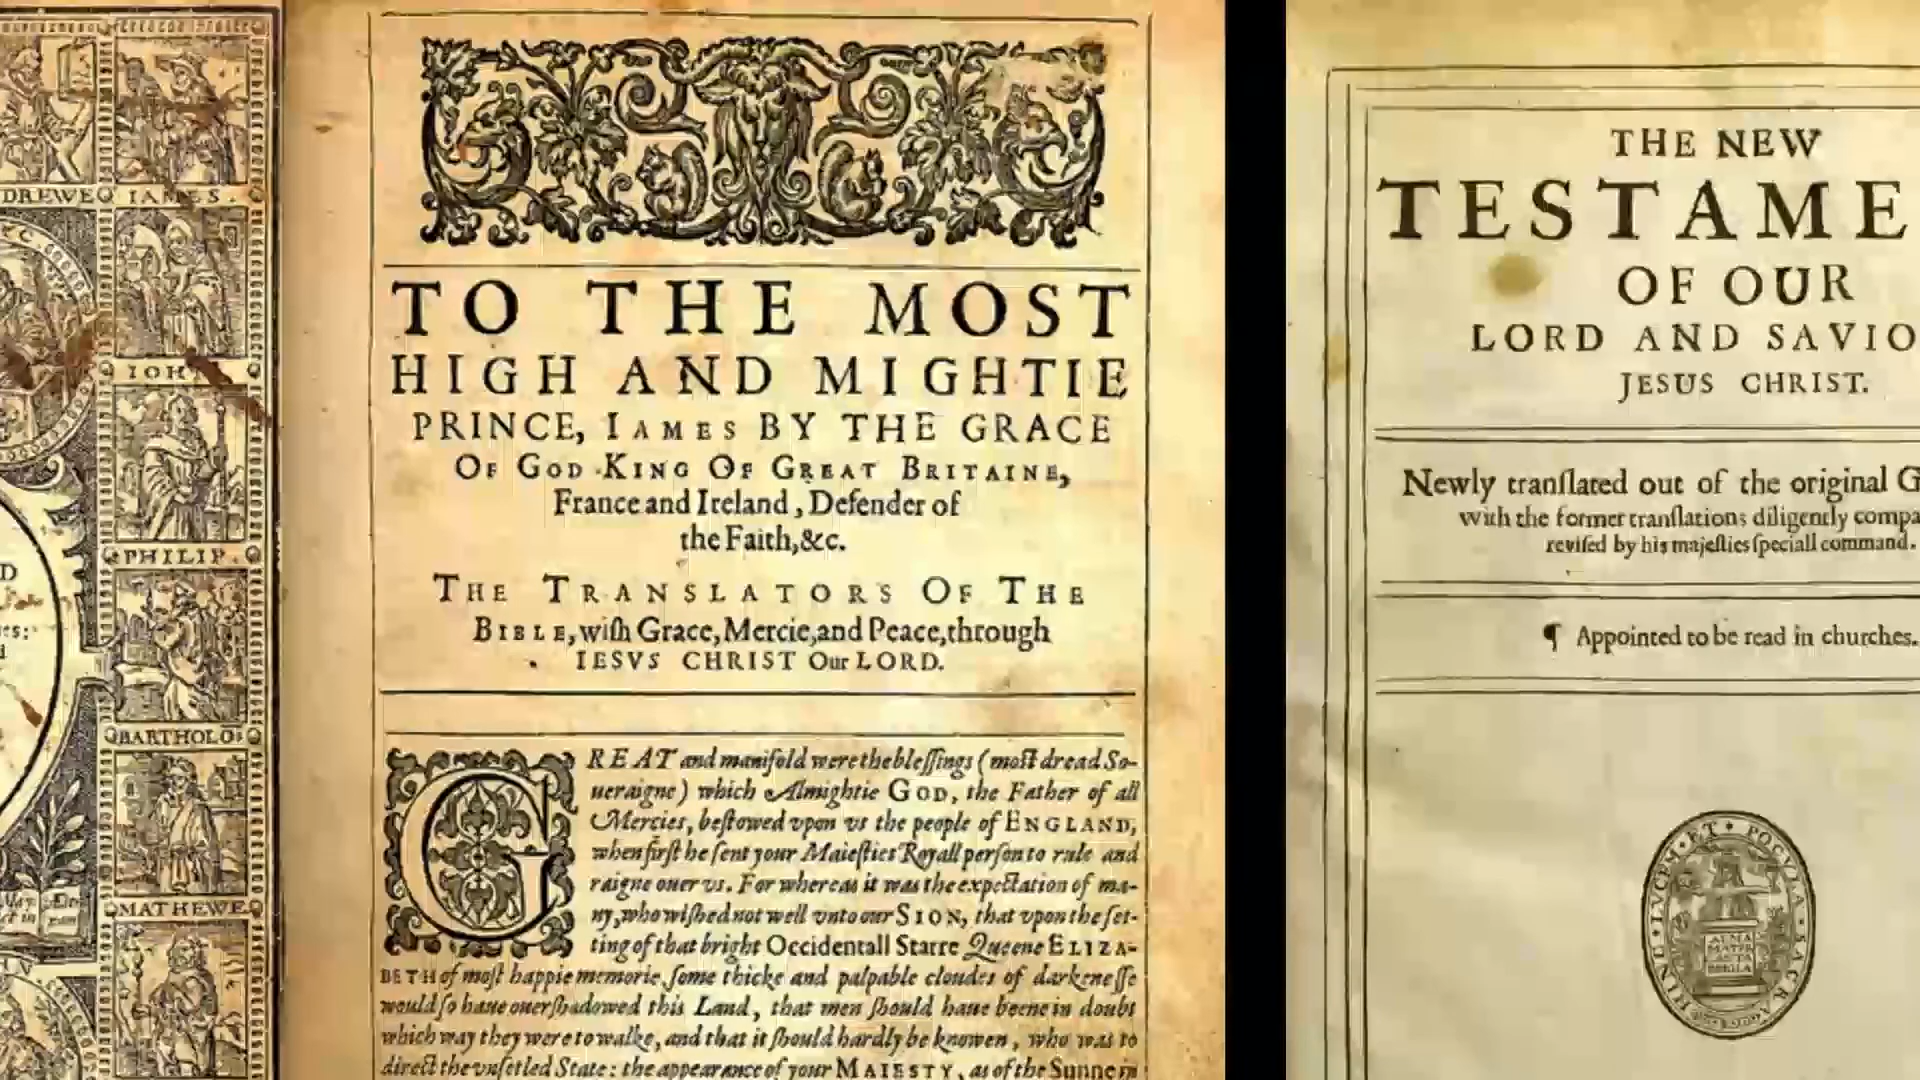 DREWE IAMES.
IOH
PHILIP.
BARTHOLO:
MATHEWE
TO THE MOST
HIGH AND MIGHTIE
PRINCE, IAMES BY THE GRACE
OF GOD KING OF GREAT BRITAINE,
France and Ireland, Defender of
the Faith, &c.
THE TRANSLATORS OF THE
BIBLE, wiſh Grace, Mercie, and Peace, through
IESVS CHRIST Our LORD.
GREAT and manifold were the bleſſings (moſt dread So-
ueraigne) which Almightie GOD, the Father of all
Mercies, beſtowed vpon vs the people of ENGLAND,
when firſt he ſent your Maieſties Royall perſon to rule and
raigne ouer vs. For whereas it was the expectation of ma-
ny, who wiſhed not well vnto our SION, that vpon the ſet-
ting of that bright Occidentall Starre Queene ELIZA-
BETH of moſt happie memorie, ſome thicke and palpable cloudes of darkeneſſe
would ſo haue ouerſhadowed this Land, that men ſhould haue beene in doubt
which way they were to walke, and that it ſhould hardly be knowen, who was to
direct the vnſetled State: the appearance of your MAIESTY, as of the Sunne in
THE NEW
TESTAME
OF OUR
LORD AND SAVIO
JESUS CHRIST.
Newly tranſlated out of the original G
with the former tranſlations diligently compa
reviſed by his majeſties ſpeciall command.
¶ Appointed to be read in churches.
HINC · LVCEM · ET · POCVLA · SACRA
ALMA
MATER
CANTA
BRIGIA